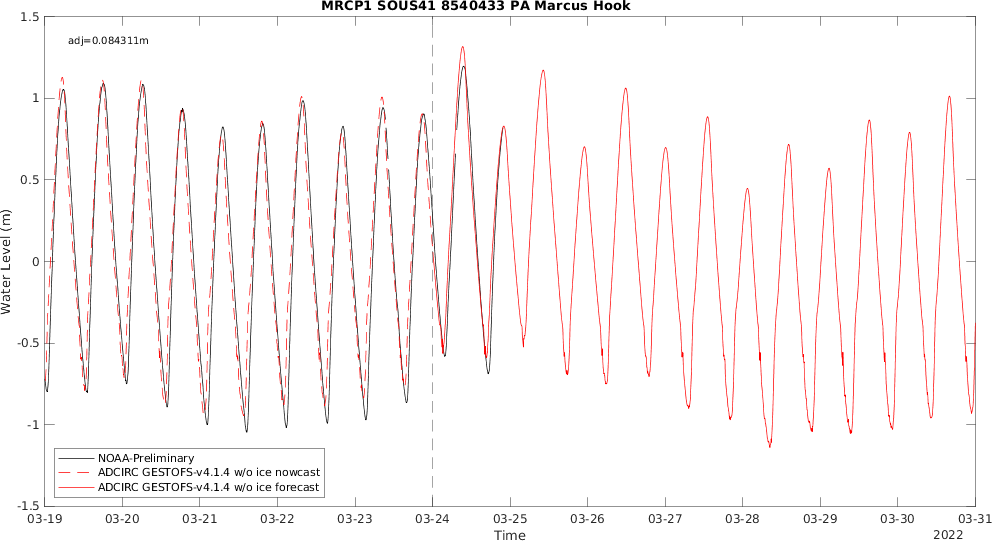 MRCP1 SOUS41 8540433 PA Marcus Hook
adj=0.084311m
1.5
1
0.5
0
-0.5
-1
-1.5
Water Level (m)
NOAA-Preliminary
ADCIRC GESTOFS-v4.1.4 w/o ice nowcast
ADCIRC GESTOFS-v4.1.4 w/o ice forecast
03-19 03-20 03-21 03-22 03-23 03-24 03-25 03-26 03-27 03-28 03-29 03-30 03-31
Time
2022